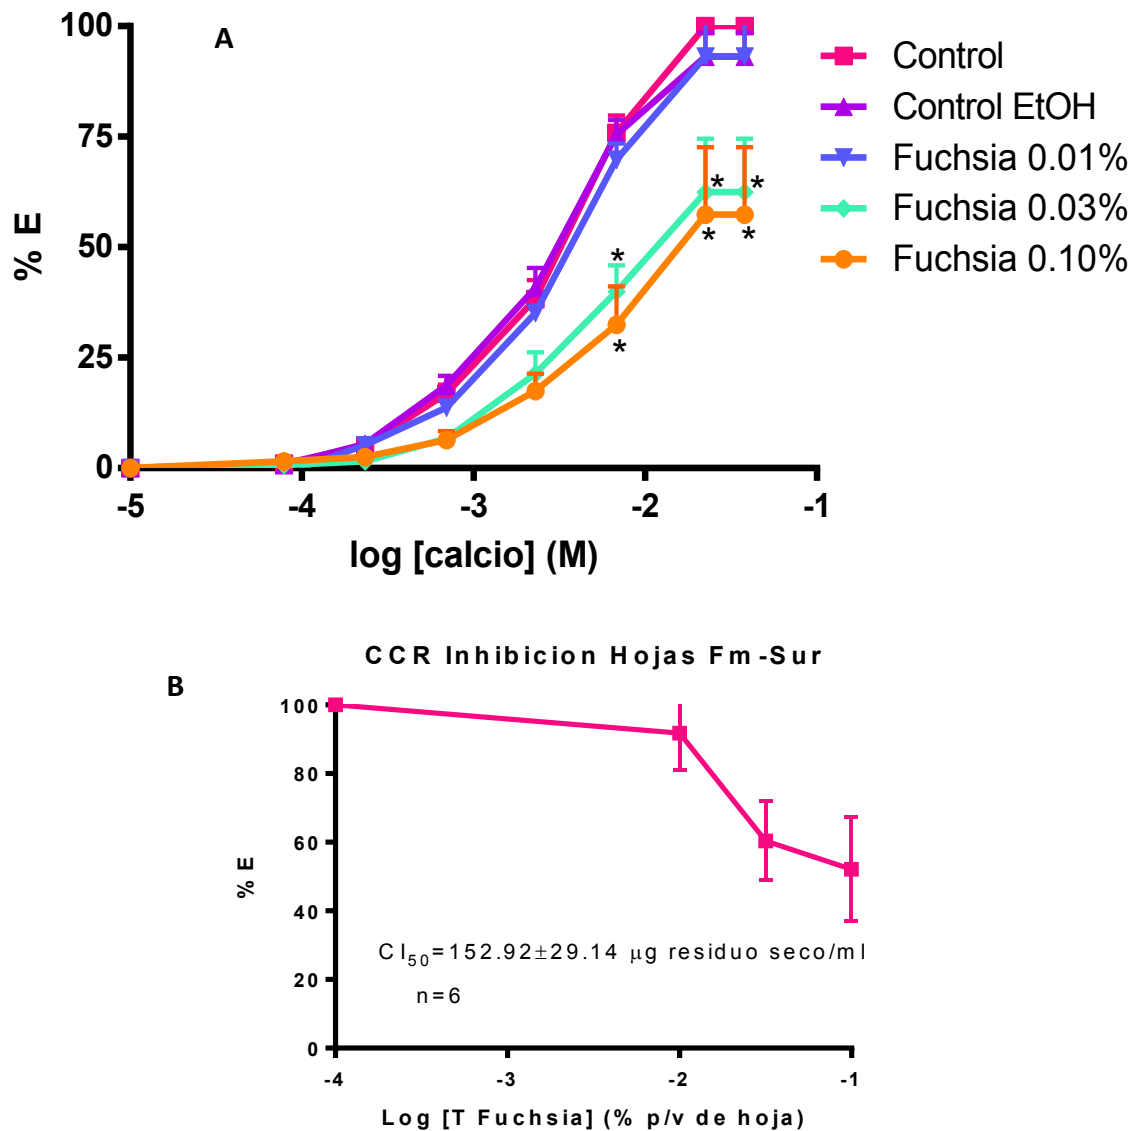 A
100
75
50
25
0
% E
-5 -4 -3 -2 -1
log [calcio] (M)
Control
Control EtOH
Fuchsia 0.01%
Fuchsia 0.03%
Fuchsia 0.10%
* *
* *
*
*
B
CCR Inhibicion Hojas Fm-Sur
100
80
60
40
20
0
% E
CI50=152.92±29.14 µg residuo seco/ml
n=6
-4 -3 -2 -1
Log [T Fuchsia] (% p/v de hoja)